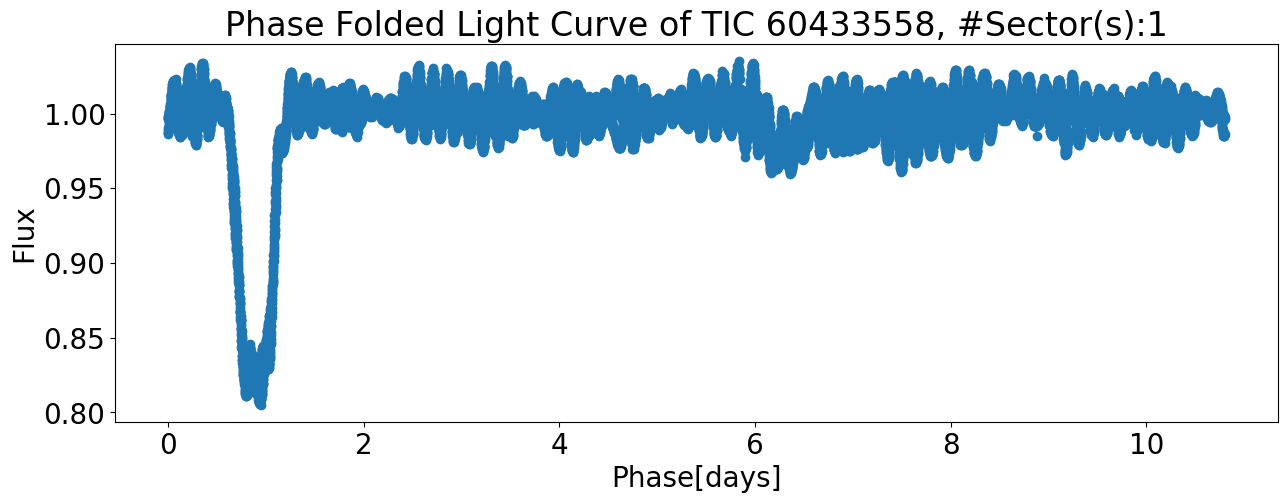 Phase Folded Light Curve of TIC 60433558, #Sector(s):1
1.00
0.95
0.90
0.85
0.80
Flux
0 2 4 6 8 10
Phase[days]